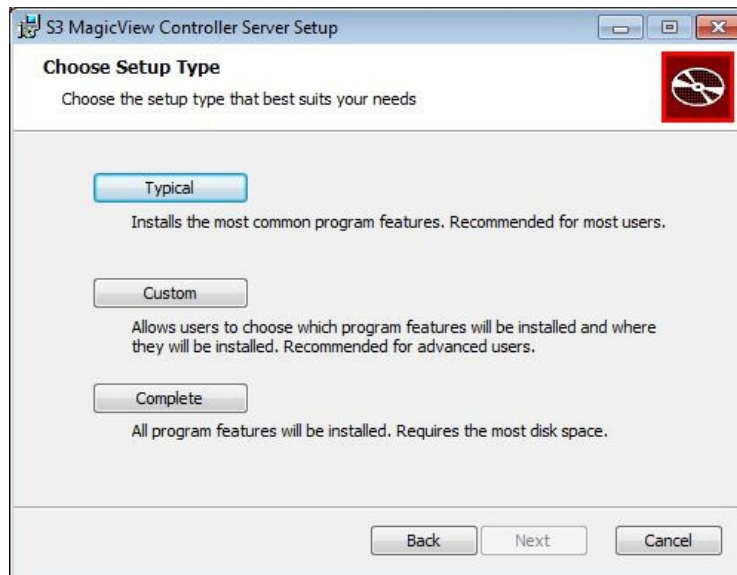 S3 MagicView Controller Server Setup
Choose Setup Type
Choose the setup type that best suits your needs
Typical
Installs the most common program features. Recommended for most users.
Custom
Allows users to choose which program features will be installed and where
they will be installed. Recommended for advanced users.
Complete
All program features will be installed. Requires the most disk space.
Back Next Cancel